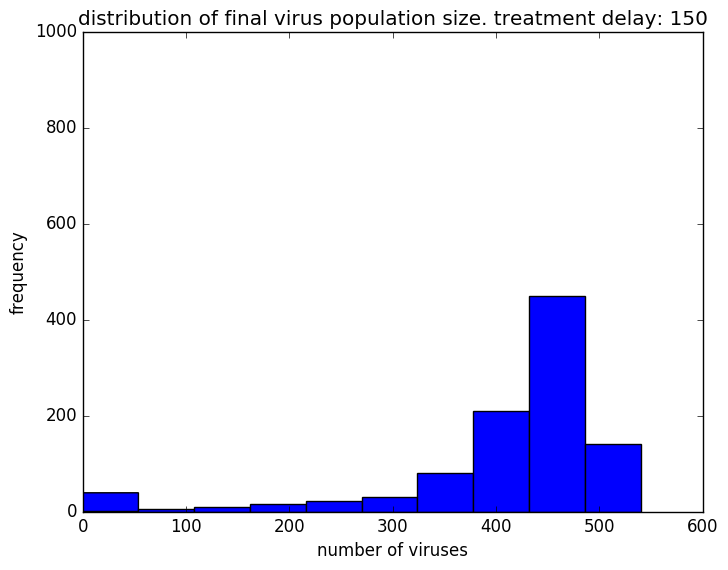 distribution of final virus population size. treatment delay: 150
1000
800
600
400
200
0
frequency
0 100 200 300 400 500 600
number of viruses